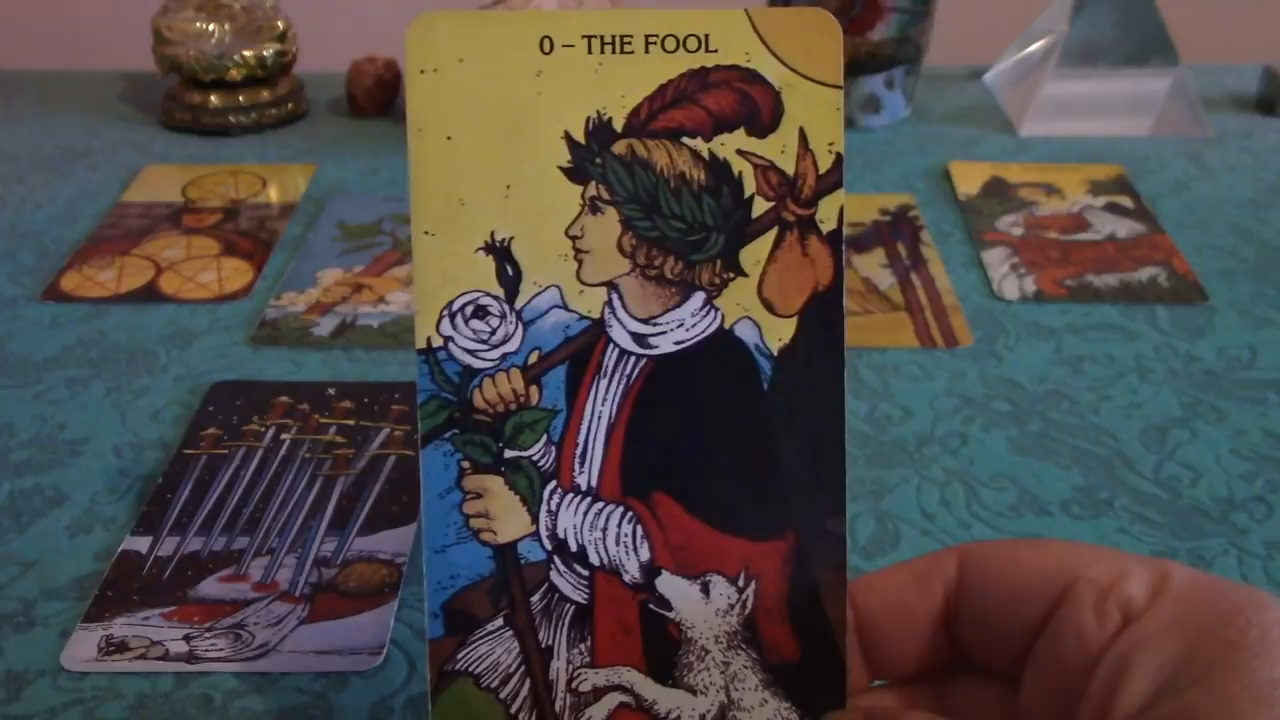 0 – THE FOOL
X